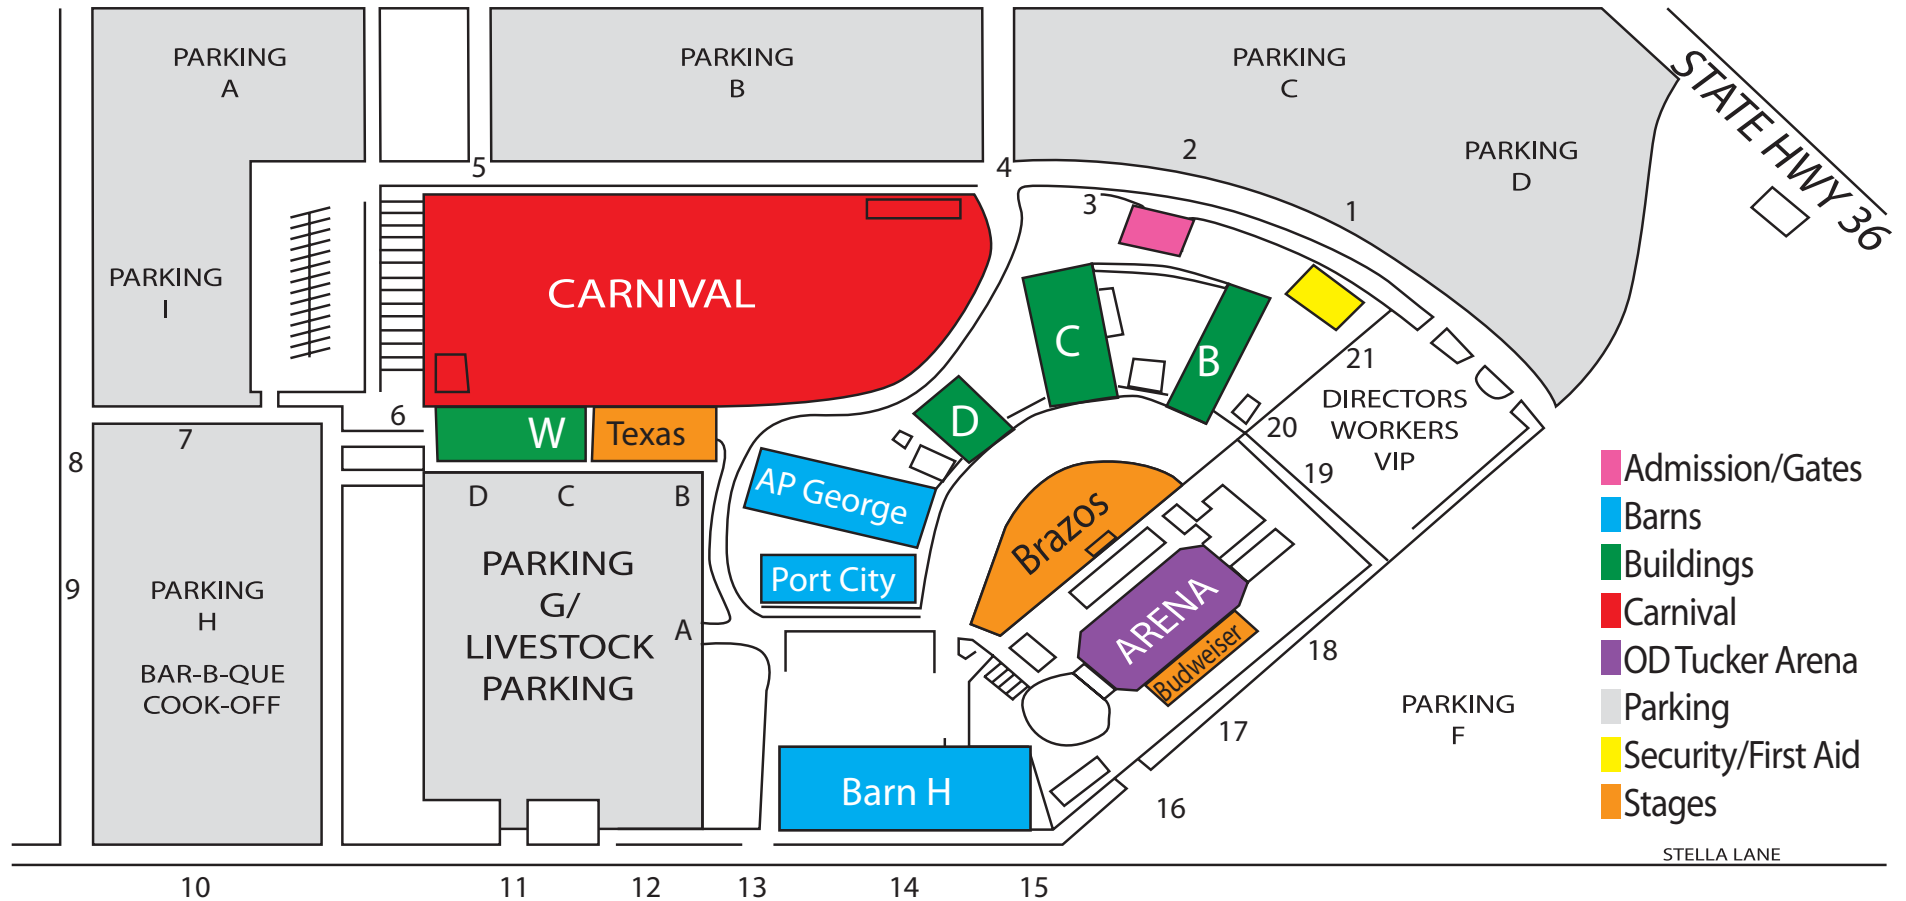 PARKING
A
PARKING
B
PARKING
C
PARKING
D
STATE HWY 36
5
4
2
3
1
PARKING
I
CARNIVAL
C
B
21
DIRECTORS
WORKERS
VIP
20
19
6
W
Texas
D
7
8
9
AP George
Port City
Brazos
ARENA
Budweiser
D
C
B
PARKING
G/
LIVESTOCK
PARKING
A
PARKING
H
BAR-B-QUE
COOK-OFF
Barn H
18
17
16
PARKING
F
Admission/Gates
Barns
Buildings
Carnival
OD Tucker Arena
Parking
Security/First Aid
Stages
STELLA LANE
10
11
12
13
14
15